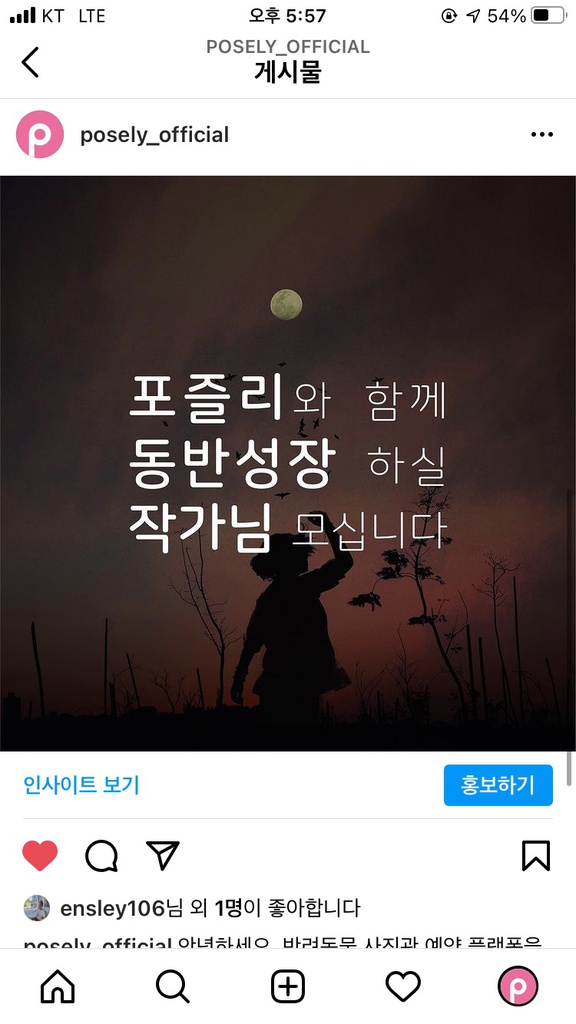 KT LTE 오후 5:57 54%
POSELY_OFFICIAL
게시물
posely_official
포즐리와 함께
동반성장 하실
작가님 모십니다
인사이트 보기 홍보하기
ensley106님 외 1명이 좋아합니다
posely_official 안녕하세요. 반려동물 사진관 예약 플랫폼을